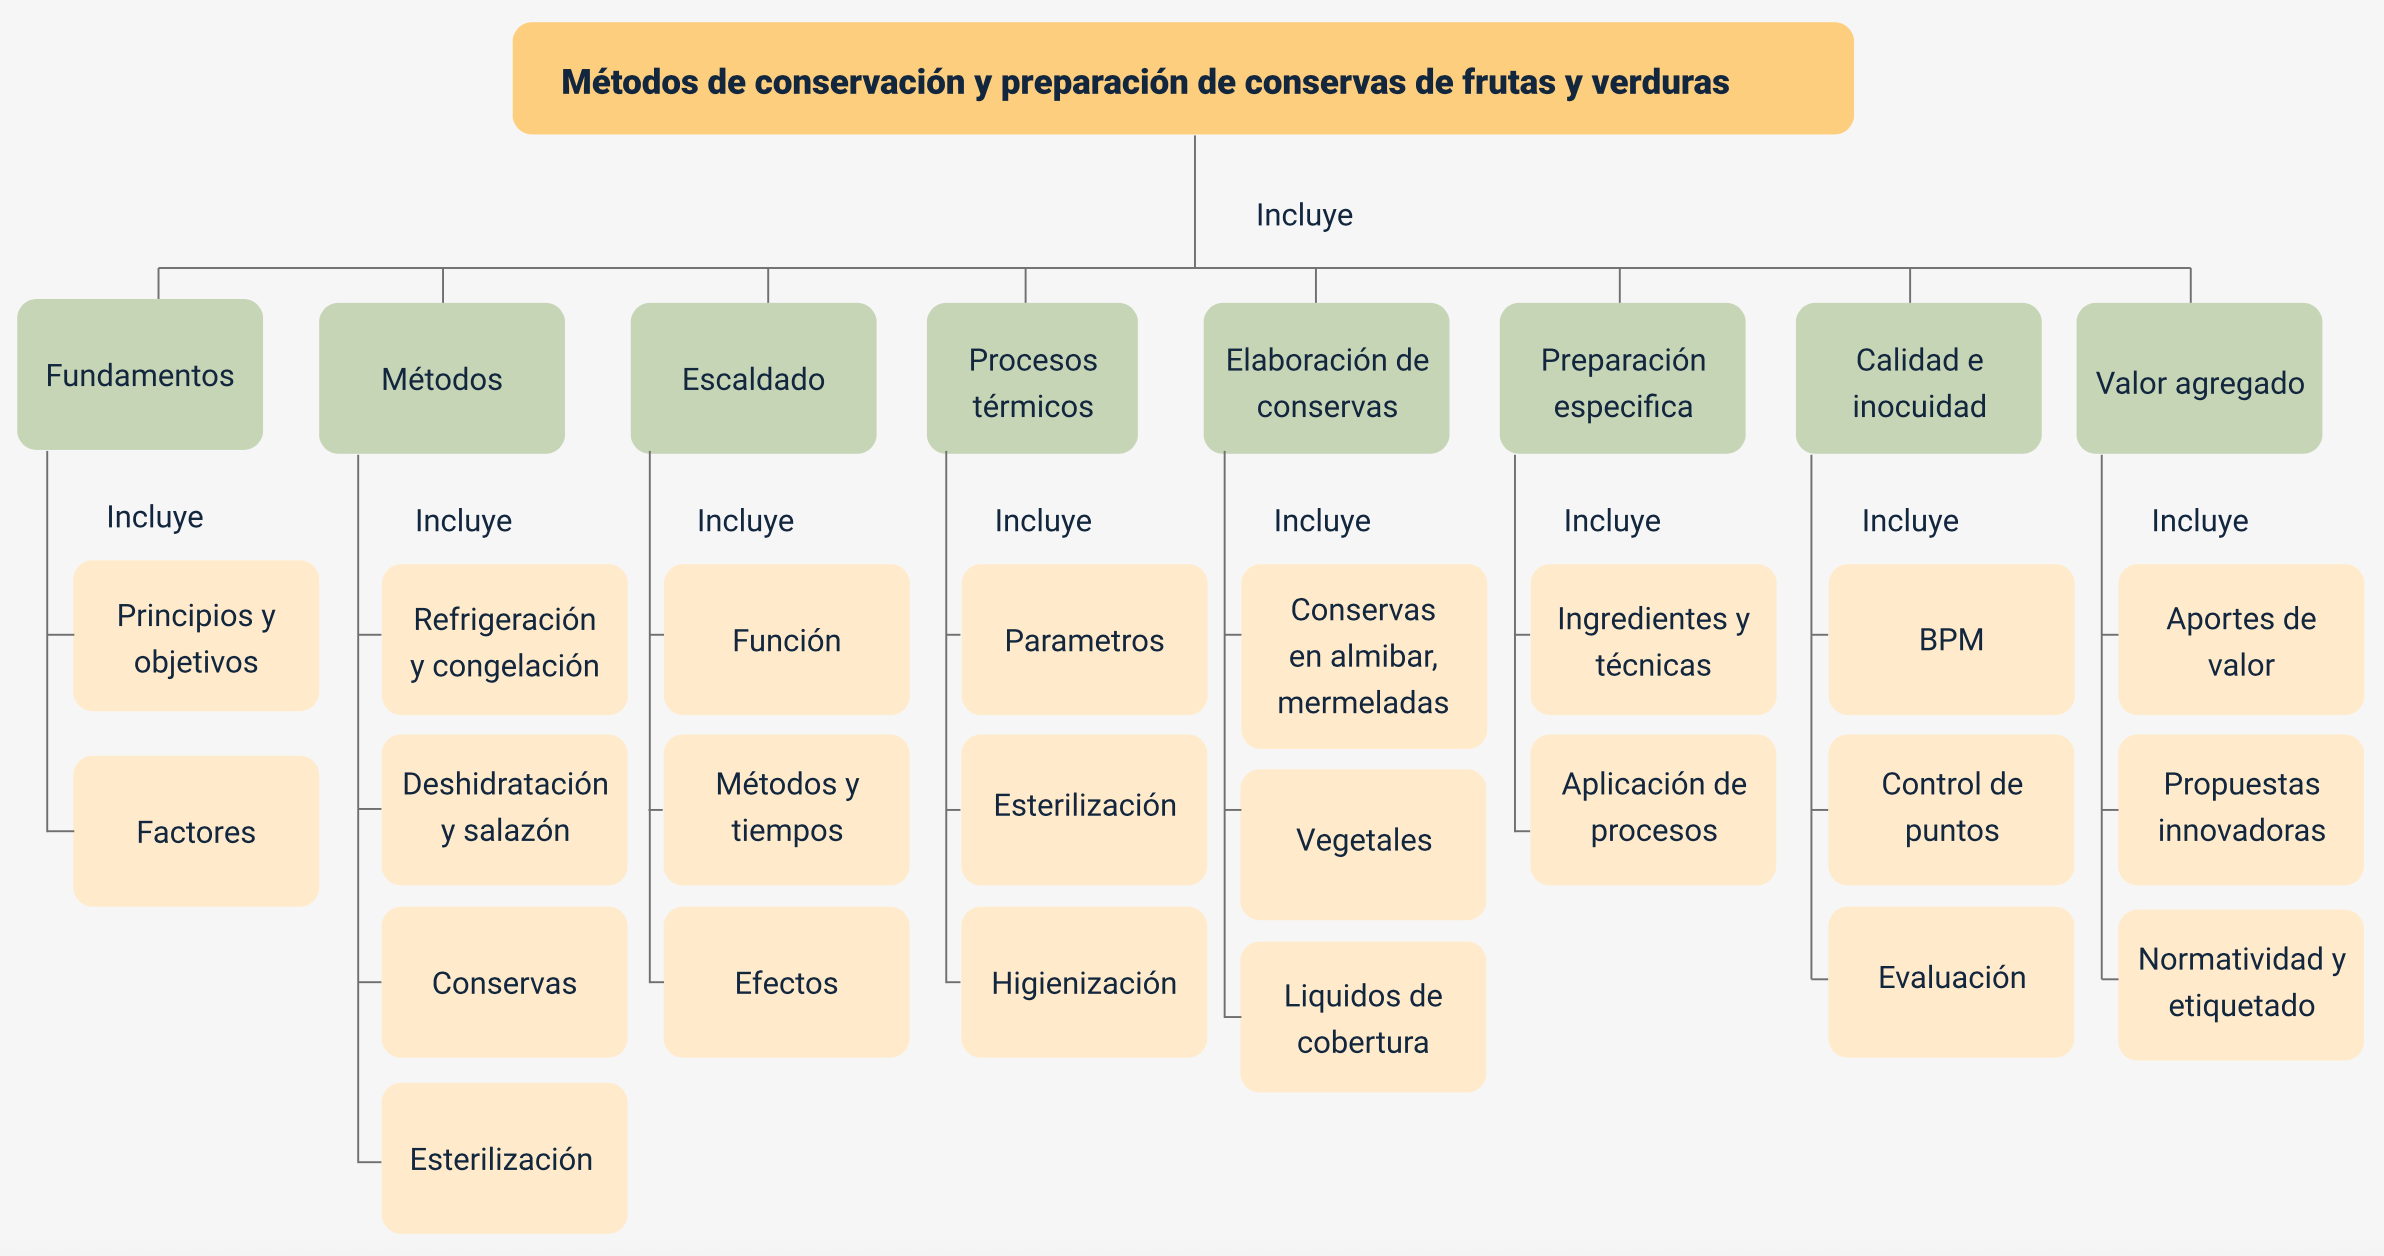 Métodos de conservación y preparación de conservas de frutas y verduras
Incluye
Fundamentos
Métodos
Escaldado
Procesos
térmicos
Elaboración de
conservas
Preparación
especifica
Calidad e
inocuidad
Valor agregado
Incluye
Incluye
Incluye
Incluye
Incluye
Incluye
Incluye
Incluye
Principios y
objetivos
Factores
Refrigeración
y congelación
Deshidratación
y salazón
Conservas
Esterilización
Función
Métodos y
tiempos
Efectos
Parametros
Esterilización
Higienización
Conservas
en almibar,
mermeladas
Vegetales
Liquidos de
cobertura
Ingredientes y
técnicas
Aplicación de
procesos
BPM
Control de
puntos
Evaluación
Aportes de
valor
Propuestas
innovadoras
Normatividad y
etiquetado